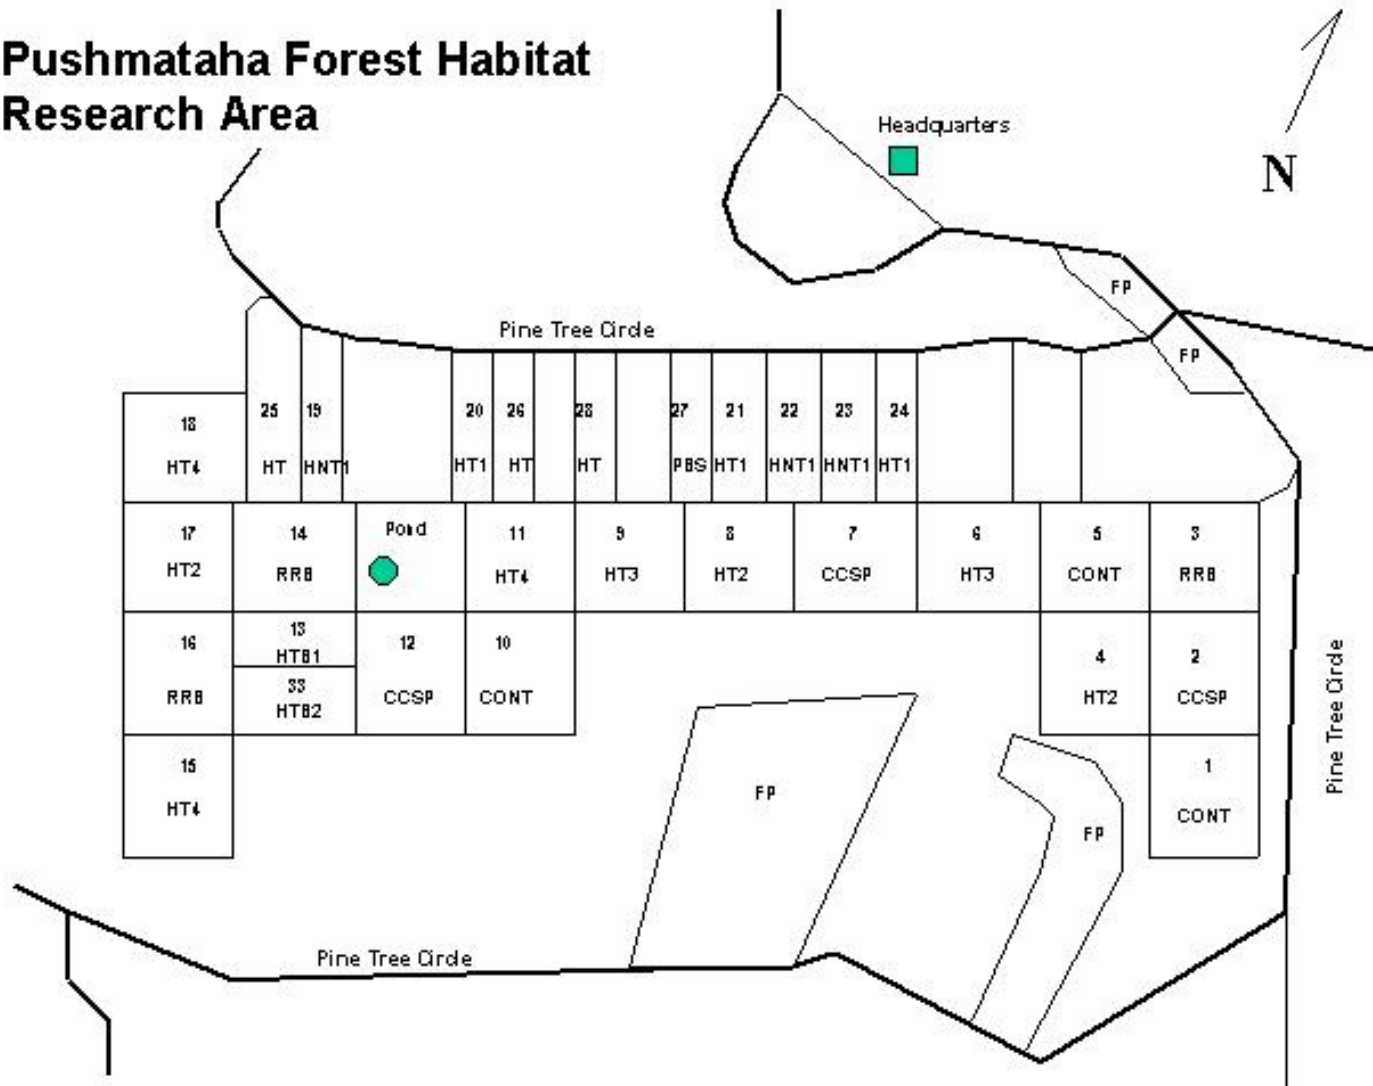 Pushmataha Forest Habitat
Research Area
Headquarters
N
FP
FP
Pine Tree Circle
18
HT4
25
HT
19
HNT1
20
HT1
26
HT
28
HT
27
PBS
21
HT1
22
HNT1
23
HNT1
24
HT1
17
HT2
14
RRB
Pond
11
HT4
9
HT3
8
HT2
7
CCSP
6
HT3
5
CONT
3
RRB
16
RRB
13
HTB1
33
HTB2
12
CCSP
10
CONT
4
HT2
2
CCSP
Pine Tree Circle
15
HT4
FP
FP
1
CONT
Pine Tree Circle